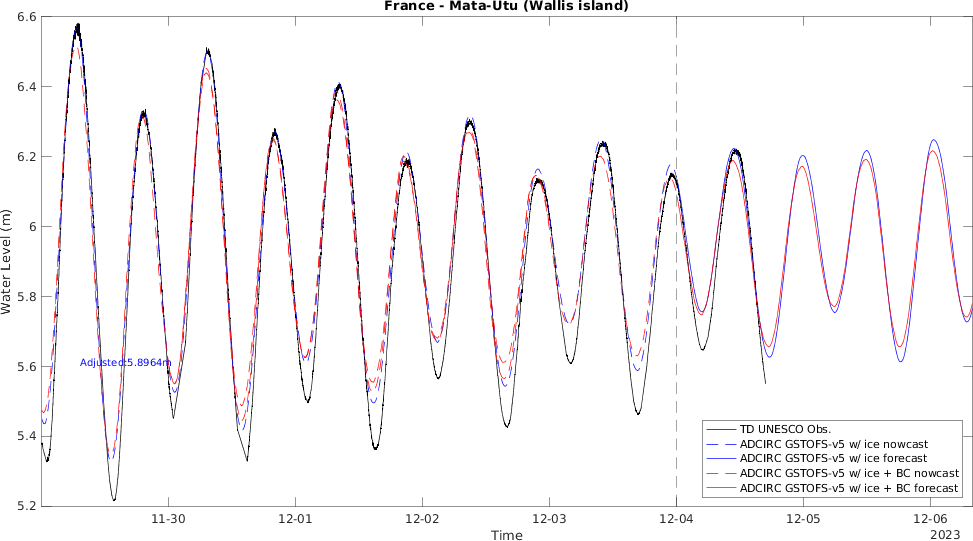 France - Mata-Utu (Wallis island)
6.6
6.4
6.2
6
5.8
5.6
5.4
5.2
Water Level (m)
Adjusted:5.8964m
TD UNESCO Obs.
ADCIRC GSTOFS-v5 w/ ice nowcast
ADCIRC GSTOFS-v5 w/ ice forecast
ADCIRC GSTOFS-v5 w/ ice + BC nowcast
ADCIRC GSTOFS-v5 w/ ice + BC forecast
11-30 12-01 12-02 12-03 12-04 12-05 12-06
Time
2023